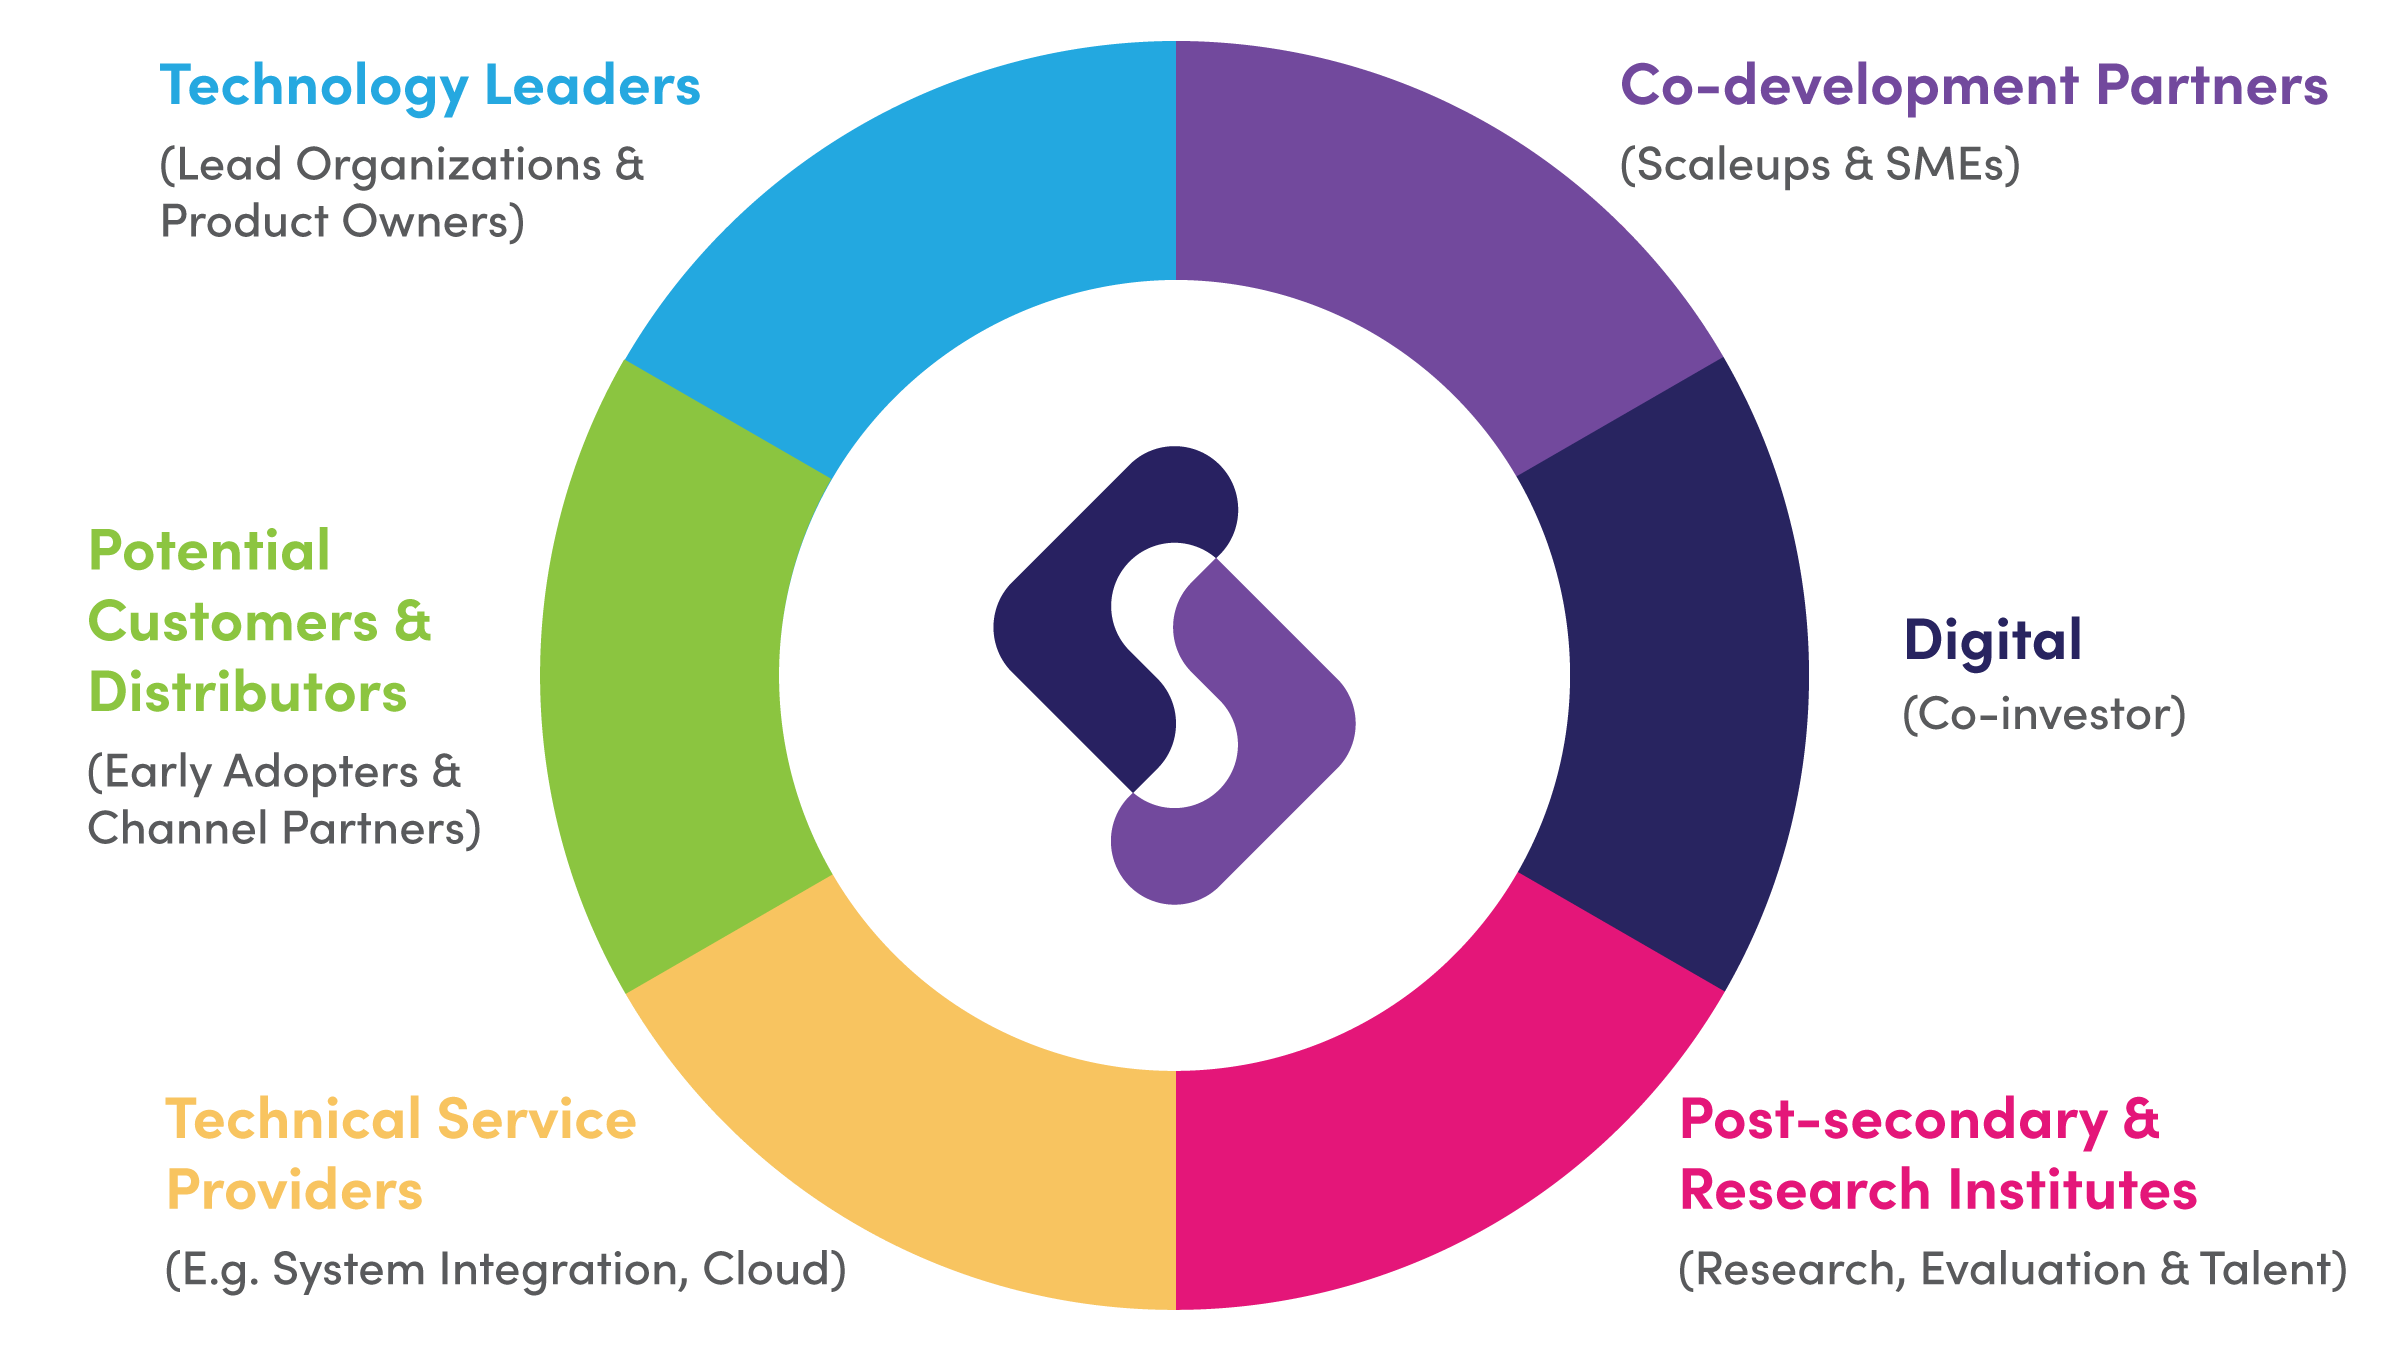 Technology Leaders
(Lead Organizations &
Product Owners)
Co-development Partners
(Scaleups & SMEs)
Potential
Customers &
Distributors
(Early Adopters &
Channel Partners)
Digital
(Co-investor)
Technical Service
Providers
(E.g. System Integration, Cloud)
Post-secondary &
Research Institutes
(Research, Evaluation & Talent)